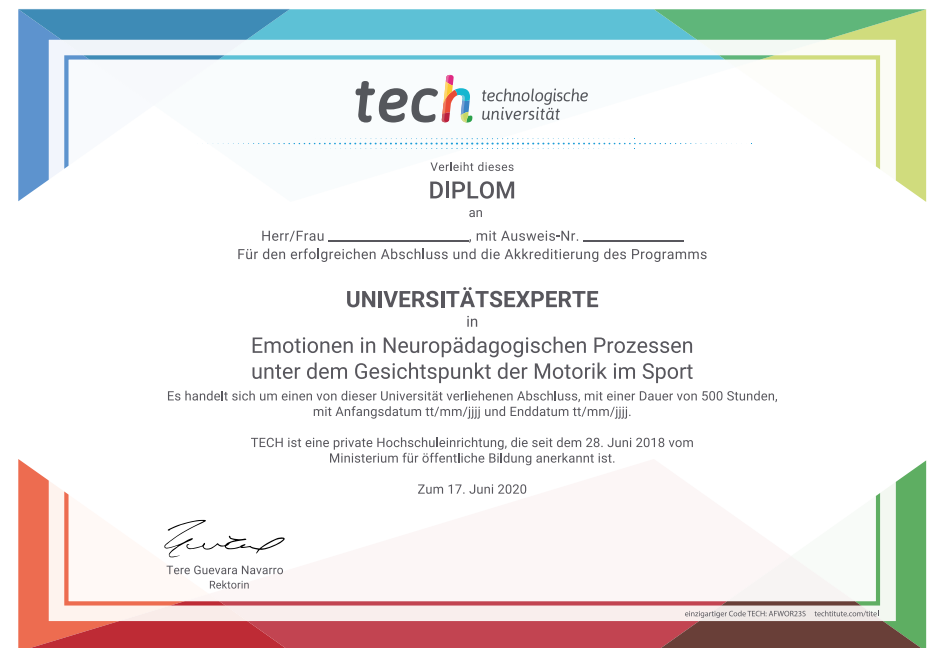 tech technologische
universität
Verleiht dieses
DIPLOM
an
Herr/Frau ____________________, mit Ausweis-Nr. ______________
Für den erfolgreichen Abschluss und die Akkreditierung des Programms
UNIVERSITÄTSEXPERTE
in
Emotionen in Neuropädagogischen Prozessen
unter dem Gesichtspunkt der Motorik im Sport
Es handelt sich um einen von dieser Universität verliehenen Abschluss, mit einer Dauer von 500 Stunden,
mit Anfangsdatum tt/mm/jjjj und Enddatum tt/mm/jjjj.
TECH ist eine private Hochschuleinrichtung, die seit dem 28. Juni 2018 vom
Ministerium für öffentliche Bildung anerkannt ist.
Zum 17. Juni 2020
Tere Guevara Navarro
Rektorin
einzigartiger Code TECH: AFWOR23S techtitute.com/titel